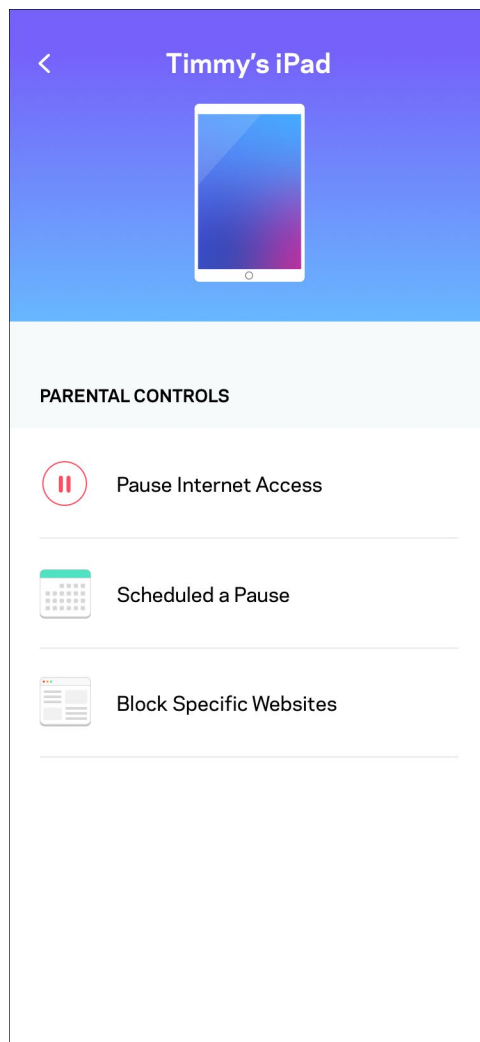 Timmy’s iPad
PARENTAL CONTROLS
Pause Internet Access
Scheduled a Pause
Block Specific Websites